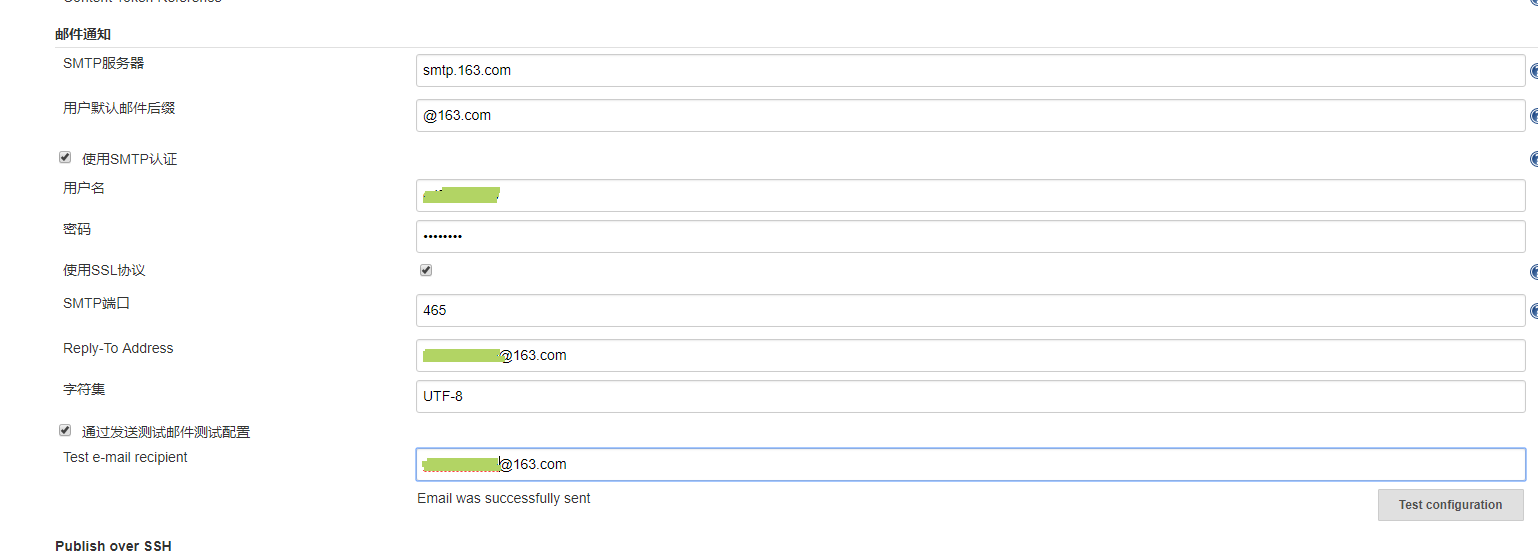 Content Token Reference
邮件通知
SMTP服务器
smtp.163.com
用户默认邮件后缀
@163.com
使用SMTP认证
用户名
密码
••••••••
使用SSL协议
SMTP端口
465
Reply-To Address
@163.com
字符集
UTF-8
通过发送测试邮件测试配置
Test e-mail recipient
@163.com
Email was successfully sent
Test configuration
Publish over SSH